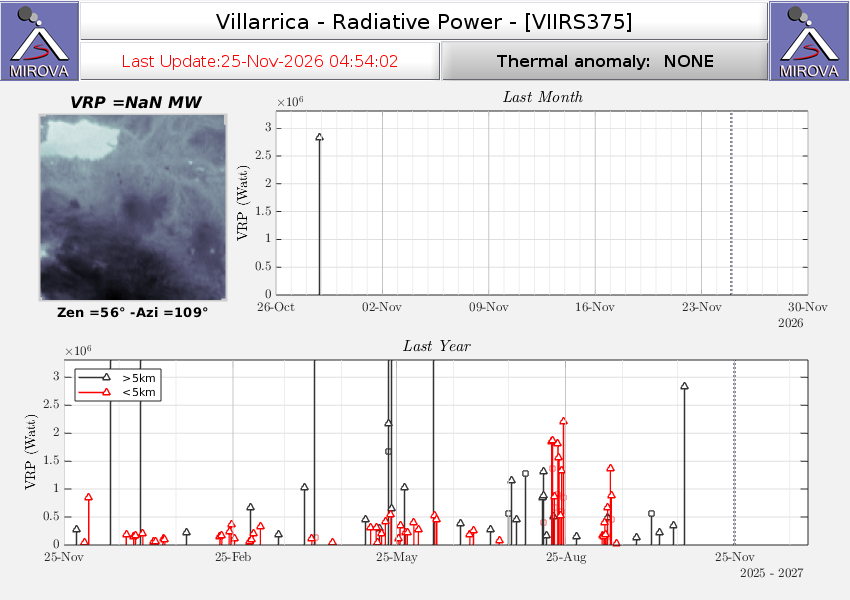 Villarrica - Radiative Power - [VIIRS375]
MIROVA
Last Update:25-Nov-2026 04:54:02
Thermal anomaly: NONE
MIROVA
VRP =NaN MW
Zen =56° -Azi =109°
Last Month
×10⁶
VRP (Watt)
3
2.5
2
1.5
1
0.5
0
26-Oct 02-Nov 09-Nov 16-Nov 23-Nov 30-Nov
2026
Last Year
×10⁶
VRP (Watt)
3
2.5
2
1.5
1
0.5
0
>5km
<5km
25-Nov 25-Feb 25-May 25-Aug 25-Nov
2025 - 2027